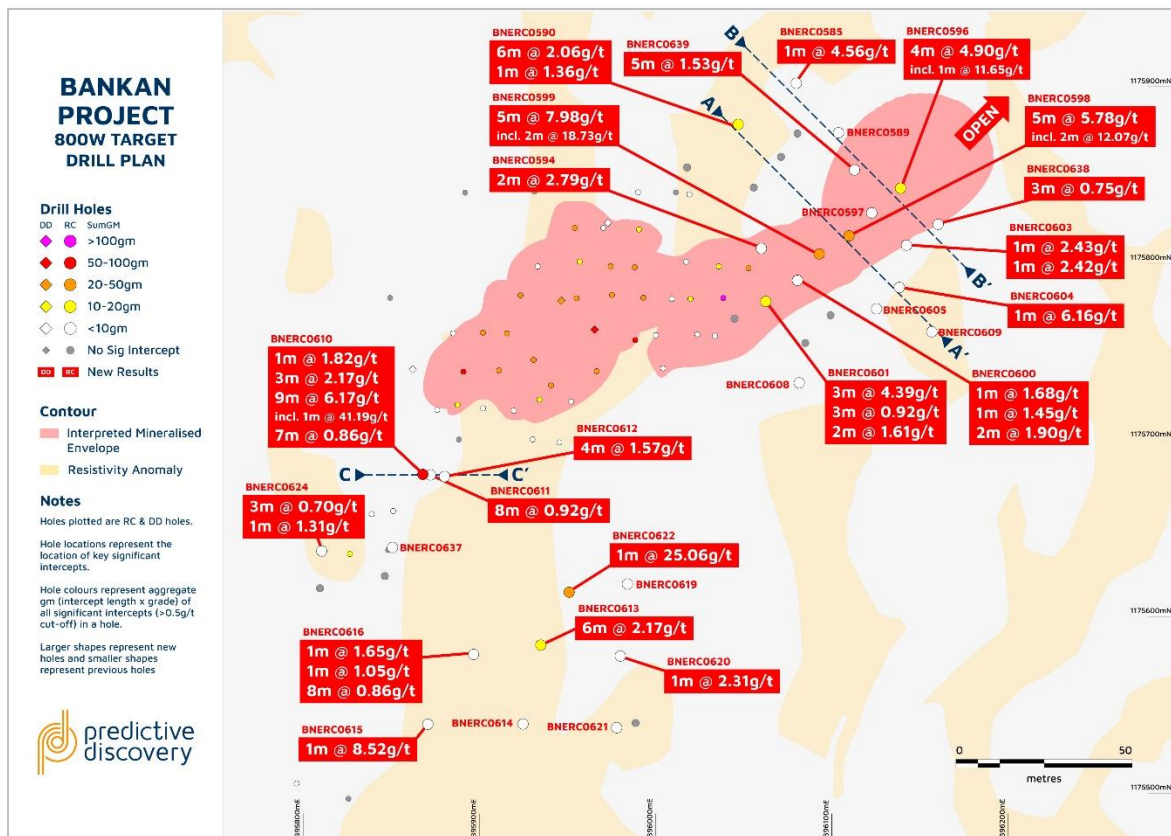 BANKAN
PROJECT
800W TARGET
DRILL PLAN
Drill Holes
DD RC SumGM
>100gm
50-100gm
20-50gm
10-20gm
<10gm
No Sig Intercept
DD RC New Results
Contour
Interpreted Mineralised
Envelope
Resistivity Anomaly
Notes
Holes plotted are RC & DD holes.
Hole locations represent the
location of key significant
intercepts.
Hole colours represent aggregate
gm (intercept length x grade) of
all significant intercepts (>0.5g/t
cut-off) in a hole.
Larger shapes represent new
holes and smaller shapes
represent previous holes
predictive
discovery
BNERC0590
6m @ 2.06g/t
1m @ 1.36g/t
BNERC0639
5m @ 1.53g/t
BNERC0585
1m @ 4.56g/t
BNERC0596
4m @ 4.90g/t
incl. 1m @ 11.65g/t
BNERC0599
5m @ 7.98g/t
incl. 2m @ 18.73g/t
BNERC0598
5m @ 5.78g/t
incl. 2m @ 12.07g/t
BNERC0594
2m @ 2.79g/t
BNERC0638
3m @ 0.75g/t
BNERC0603
1m @ 2.43g/t
1m @ 2.42g/t
BNERC0604
1m @ 6.16g/t
BNERC0589
BNERC0597
BNERC0605
BNERC0609
BNERC0608
OPEN
B
A
B'
A'
BNERC0601
3m @ 4.39g/t
3m @ 0.92g/t
2m @ 1.61g/t
BNERC0600
1m @ 1.68g/t
1m @ 1.45g/t
2m @ 1.90g/t
BNERC0610
1m @ 1.82g/t
3m @ 2.17g/t
9m @ 6.17g/t
incl. 1m @ 41.19g/t
7m @ 0.86g/t
BNERC0612
4m @ 1.57g/t
C
C'
BNERC0611
8m @ 0.92g/t
BNERC0624
3m @ 0.70g/t
1m @ 1.31g/t
BNERC0637
BNERC0622
1m @ 25.06g/t
BNERC0619
BNERC0613
6m @ 2.17g/t
BNERC0616
1m @ 1.65g/t
1m @ 1.05g/t
8m @ 0.86g/t
BNERC0620
1m @ 2.31g/t
BNERC0615
1m @ 8.52g/t
BNERC0614
BNERC0621
0 50
metres
1175900mN
1175800mN
1175700mN
1175600mN
1175500mN
395800mE
395900mE
396000mE
396100mE
396200mE